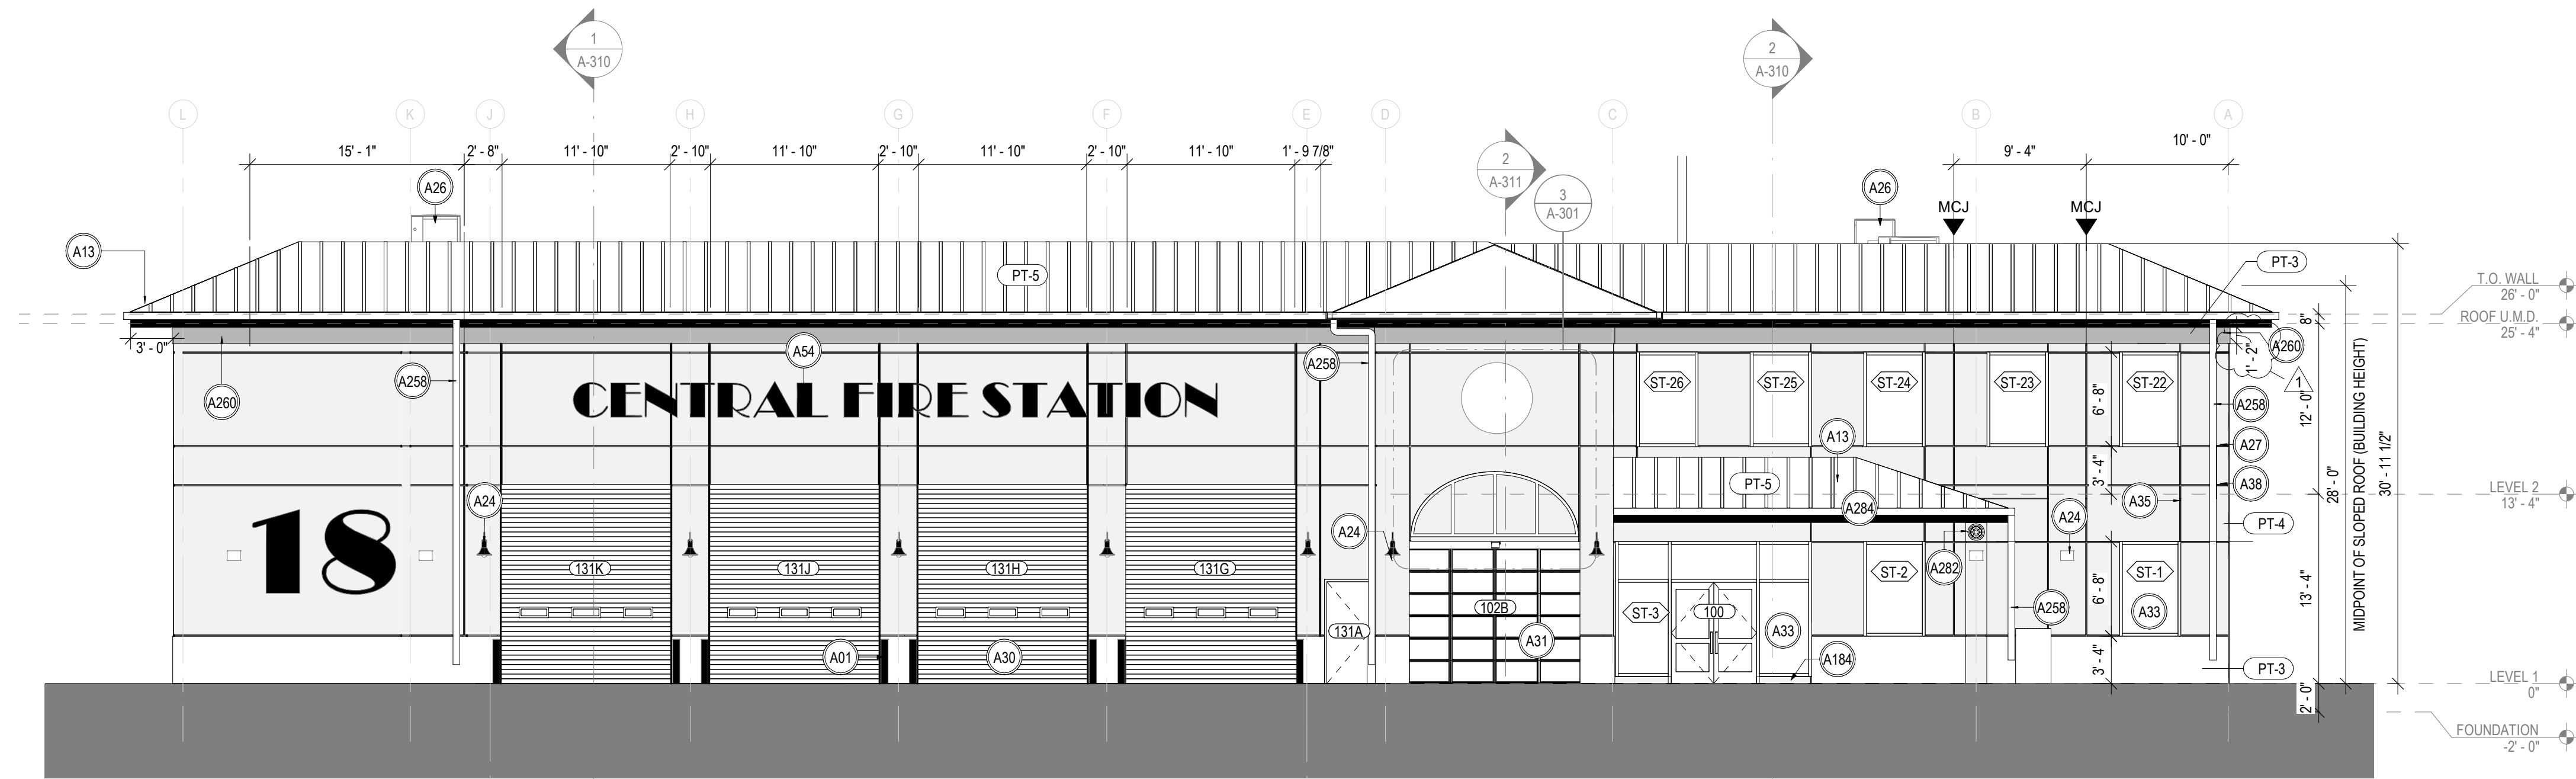 1
A-310
2
A-310
L
K
J
H
G
F
E
D
C
B
A
15' - 1"
2' - 8"
11' - 10"
2' - 10"
11' - 10"
2' - 10"
11' - 10"
2' - 10"
11' - 10"
1' - 9 7/8"
9' - 4"
10' - 0"
2
A-311
3
A-301
A26
A26
MCJ
MCJ
A13
PT-5
PT-3
T.O. WALL
26' - 0"
ROOF U.M.D.
25' - 4"
8"
3' - 0"
A54
A258
A258
A260
A260
1' - 2"
1
CENTRAL FIRE STATION
ST-26
ST-25
ST-24
ST-23
ST-22
6' - 8"
A258
12' - 0"
A13
A27
3' - 4"
A38
28' - 0"
MIDPOINT OF SLOPED ROOF (BUILDING HEIGHT)
30' - 11 1/2"
LEVEL 2
13' - 4"
PT-5
A284
A35
A24
PT-4
A24
A24
18
131K
131J
131H
131G
ST-2
A282
ST-1
6' - 8"
13' - 4"
102B
ST-3
100
A33
A258
A33
131A
A01
A30
A31
A184
3' - 4"
PT-3
LEVEL 1
0"
2' - 0"
FOUNDATION
-2' - 0"